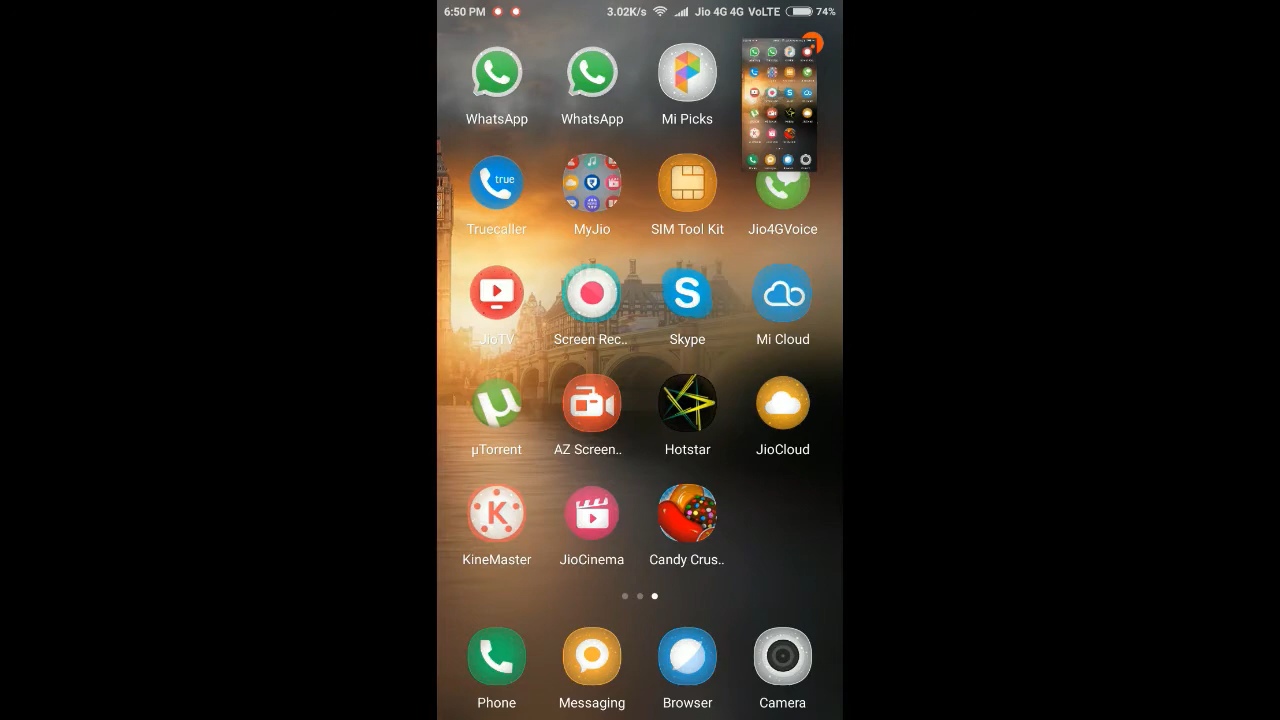 6:50 PM 3.02K/s Jio 4G 4G VoLTE 74%
WhatsApp WhatsApp Mi Picks
true
Truecaller MyJio SIM Tool Kit Jio4GVoice
S
JioTV Screen Rec.. Skype Mi Cloud
µ
µTorrent AZ Screen.. Hotstar JioCloud
K
KineMaster JioCinema Candy Crus..
Phone Messaging Browser Camera